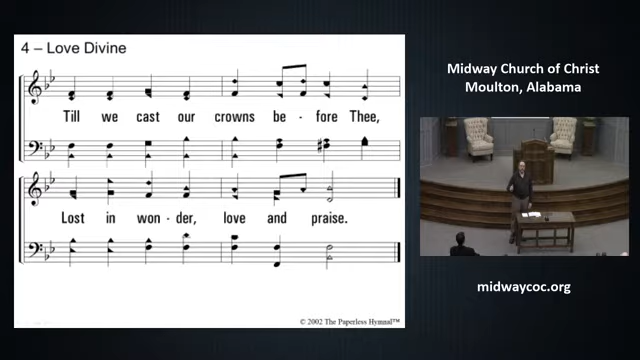 4 – Love Divine
Till we cast our crowns be - fore Thee,
Lost in won - der, love and praise.
© 2002 The Paperless Hymnal™
Midway Church of Christ
Moulton, Alabama
midwaycoc.org